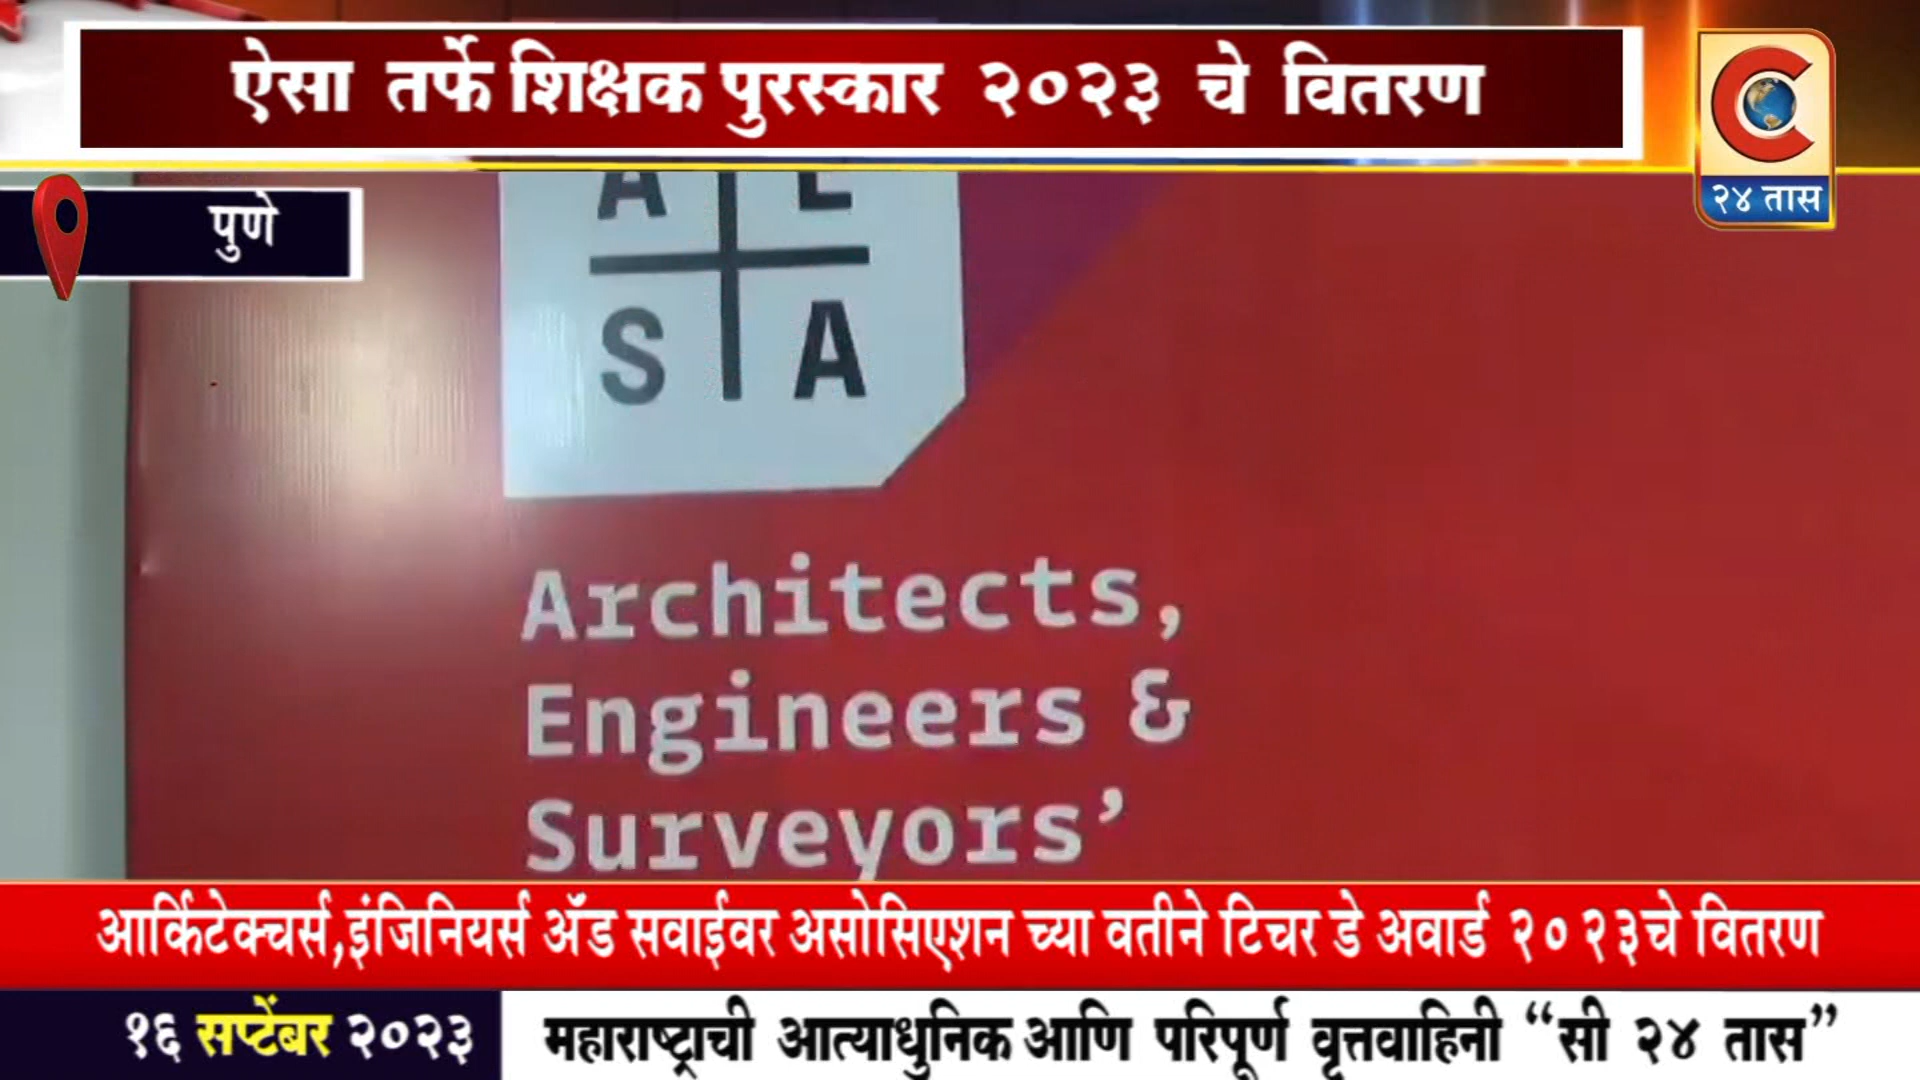 ऐसा तर्फे शिक्षक पुरस्कार २०२३ चे वितरण
२४ तास
पुणे
A E
S A
Architects,
Engineers &
Surveyors’
आर्किटेक्चर्स,इंजिनियर्स अॅड सवाईवर असोसिएशन च्या वतीने टिचर डे अवार्ड २०२३चे वितरण
१६ सप्टेंबर २०२३
महाराष्ट्राची आत्याधुनिक आणि परिपूर्ण वृत्तवाहिनी “सी २४ तास”